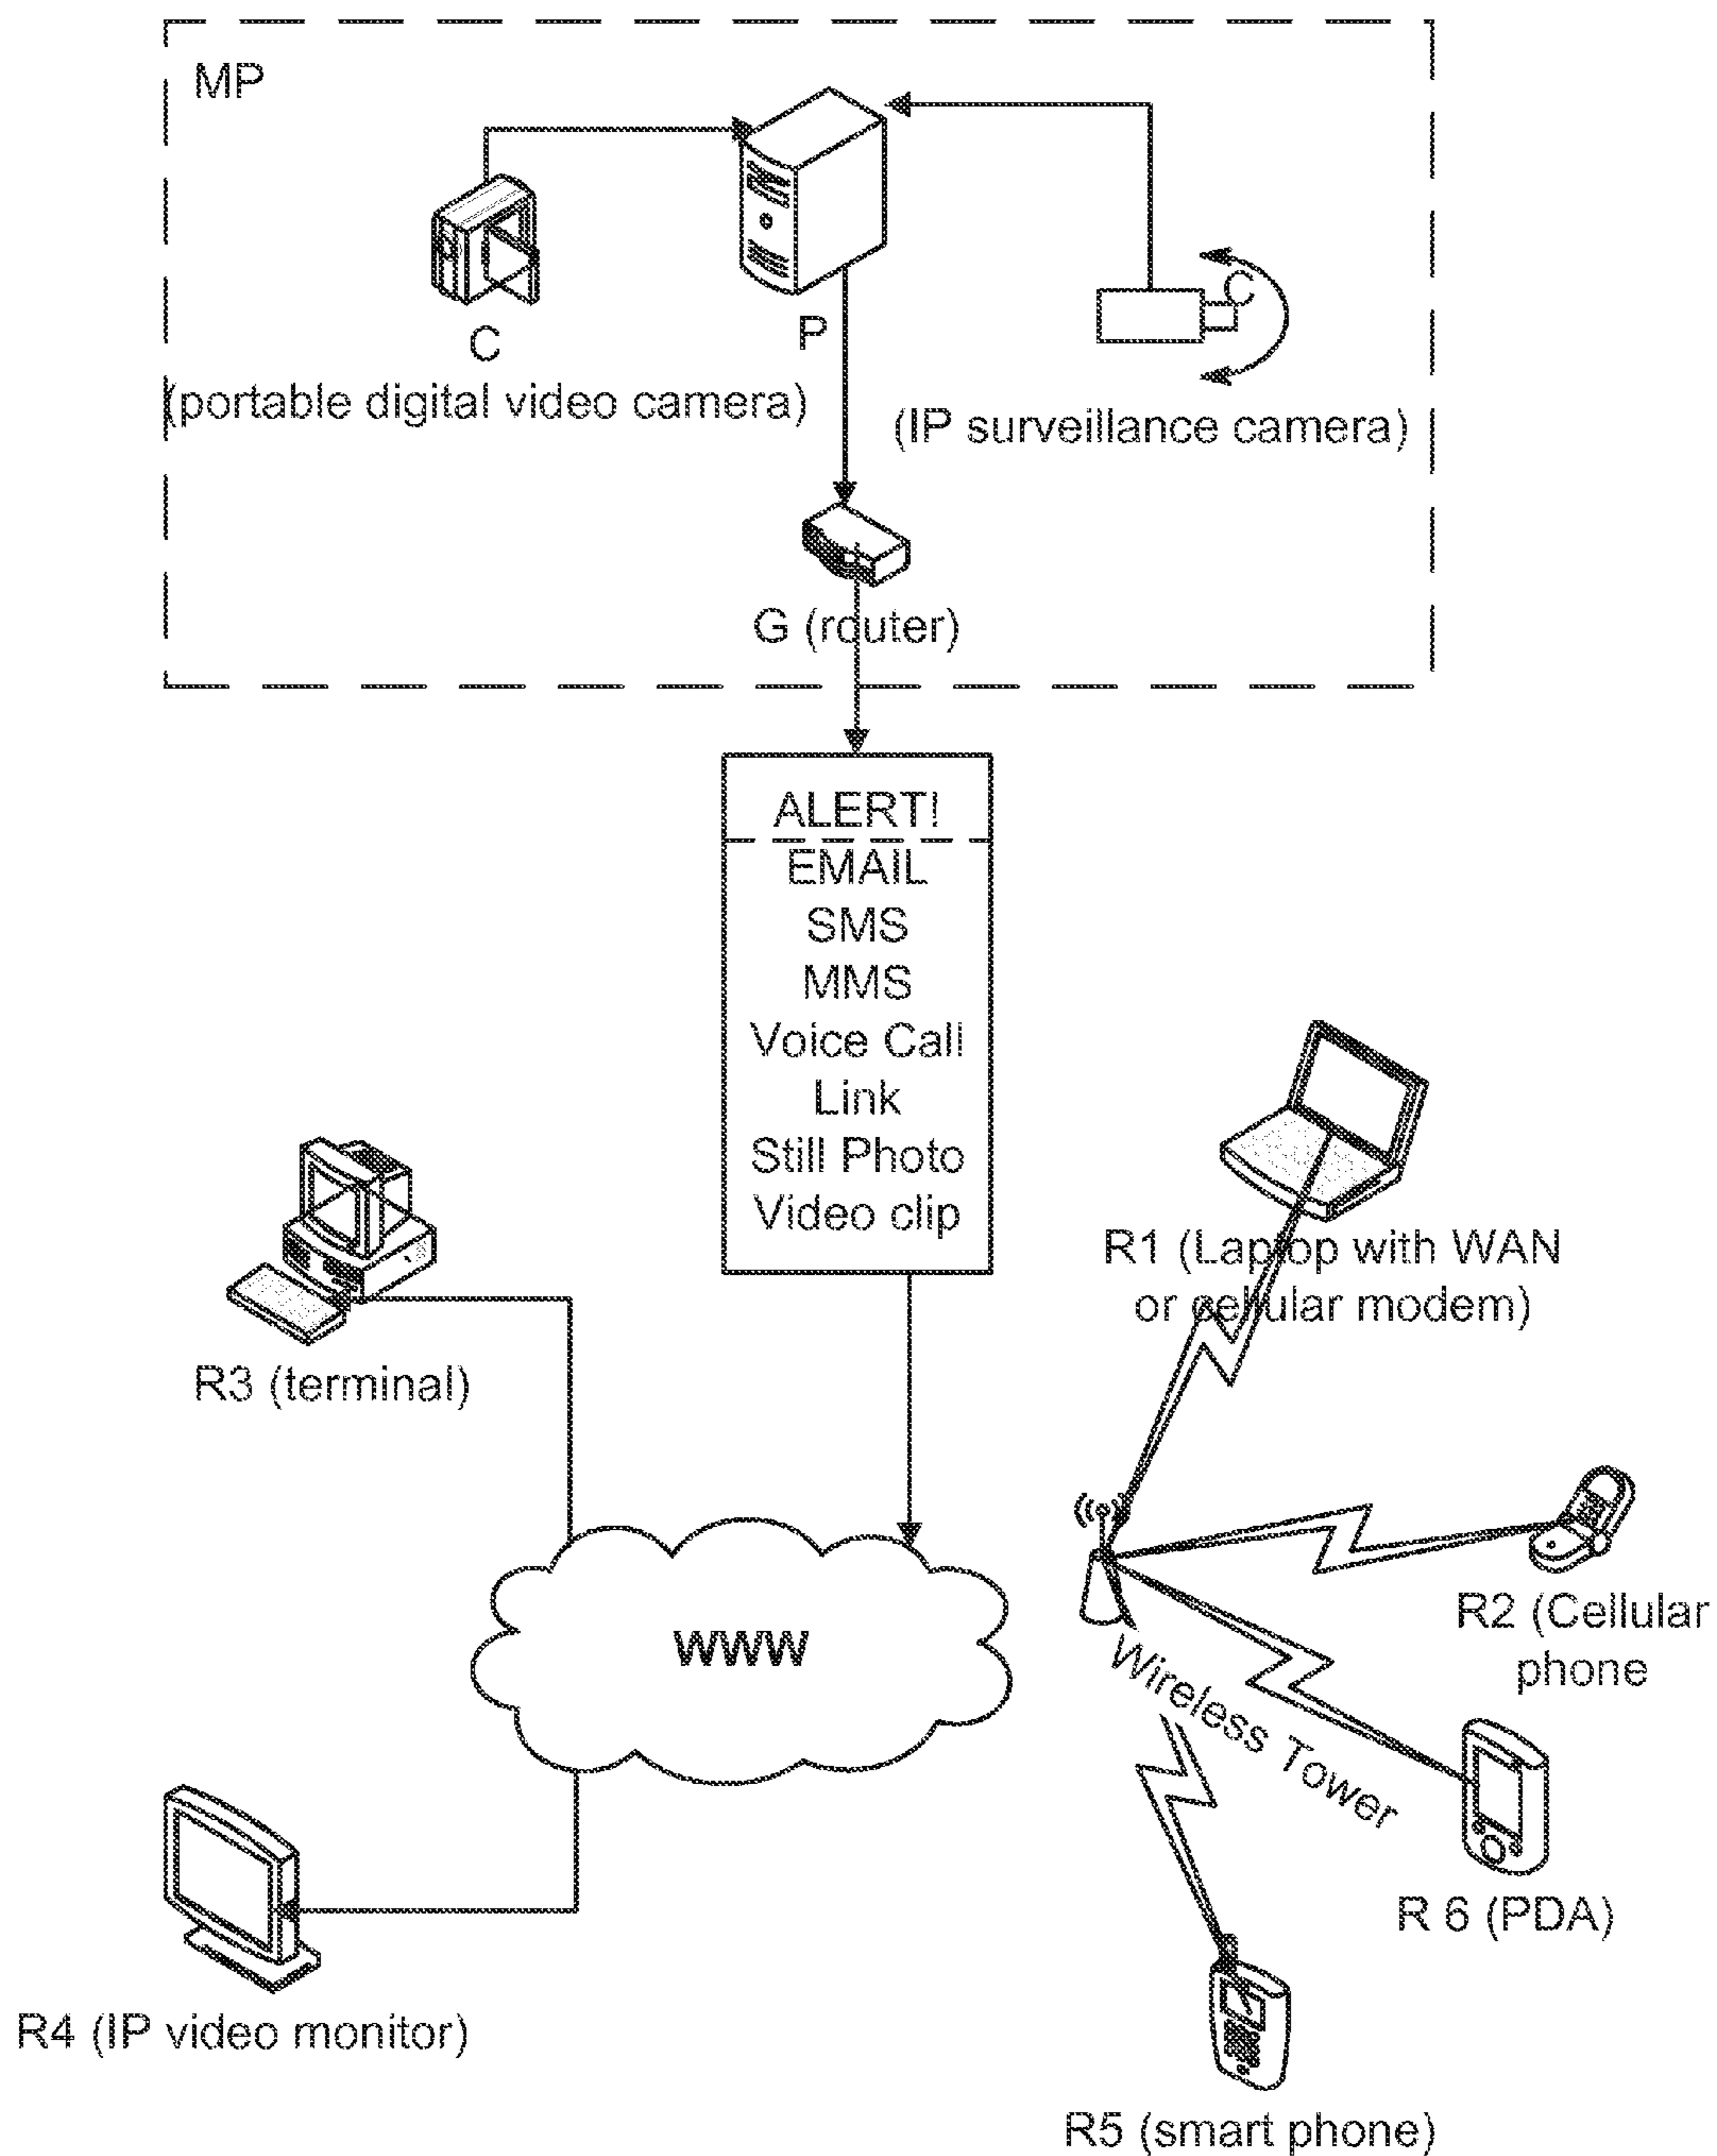 MP
C
(portable digital video camera)
P
C
(IP surveillance camera)
G (router)
ALERT!
EMAIL
SMS
MMS
Voice Call
Link
Still Photo
Video clip
R1 (Laptop with WAN
or cellular modem)
R3 (terminal)
R2 (Cellular
phone
WWW
Wireless Tower
R 6 (PDA)
R4 (IP video monitor)
R5 (smart phone)